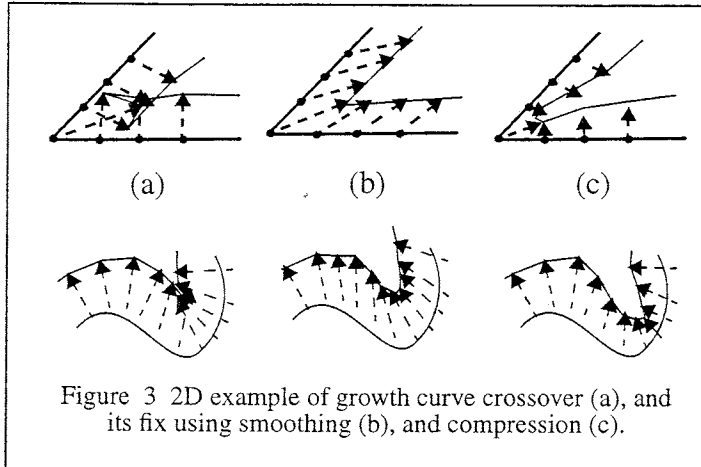 (a)
(b)
(c)
Figure 3 2D example of growth curve crossover (a), and
its fix using smoothing (b), and compression (c).